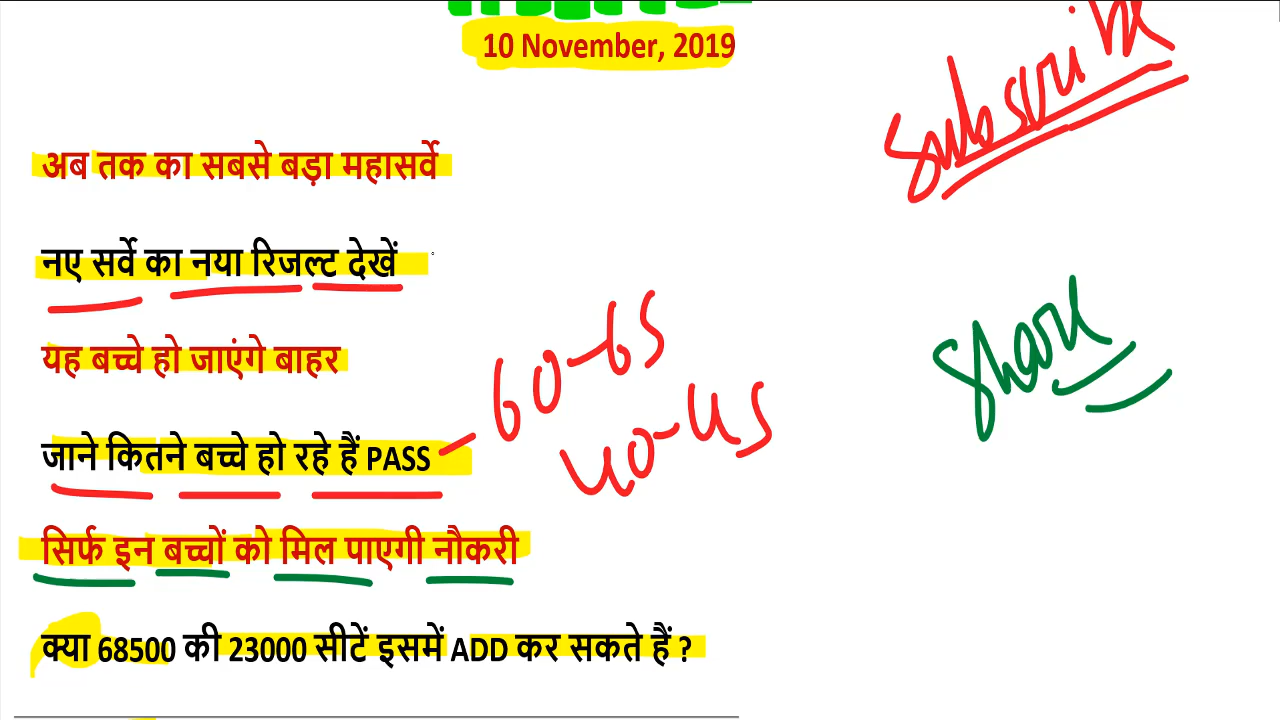 10 November, 2019
Subscribe
अब तक का सबसे बड़ा महासर्वे
नए सर्वे का नया रिजल्ट देखें
Share
यह बच्चे हो जाएंगे बाहर
60-65
जाने कितने बच्चे हो रहे हैं PASS
40-45
सिर्फ इन बच्चों को मिल पाएगी नौकरी
क्या 68500 की 23000 सीटें इसमें ADD कर सकते हैं ?